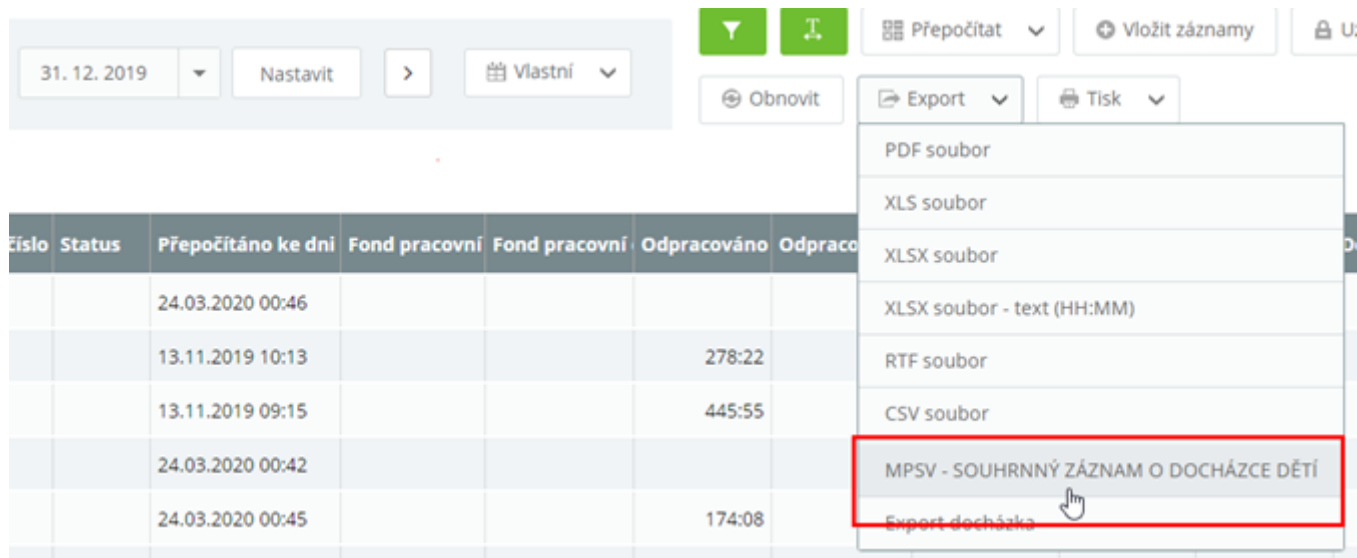 Přepočítat
Vložit záznamy
31. 12. 2019
Nastavit
Vlastní
Obnovit
Export
Tisk
PDF soubor
XLS soubor
XLSX soubor
XLSX soubor - text (HH:MM)
RTF soubor
CSV soubor
MPSV - SOUHRNNÝ ZÁZNAM O DOCHÁZCE DĚTÍ
Export docházka
číslo Status Přepočítáno ke dni Fond pracovní Fond pracovní Odpracováno Odpraco
24.03.2020 00:46
13.11.2019 10:13 278:22
13.11.2019 09:15 445:55
24.03.2020 00:42
24.03.2020 00:45 174:08